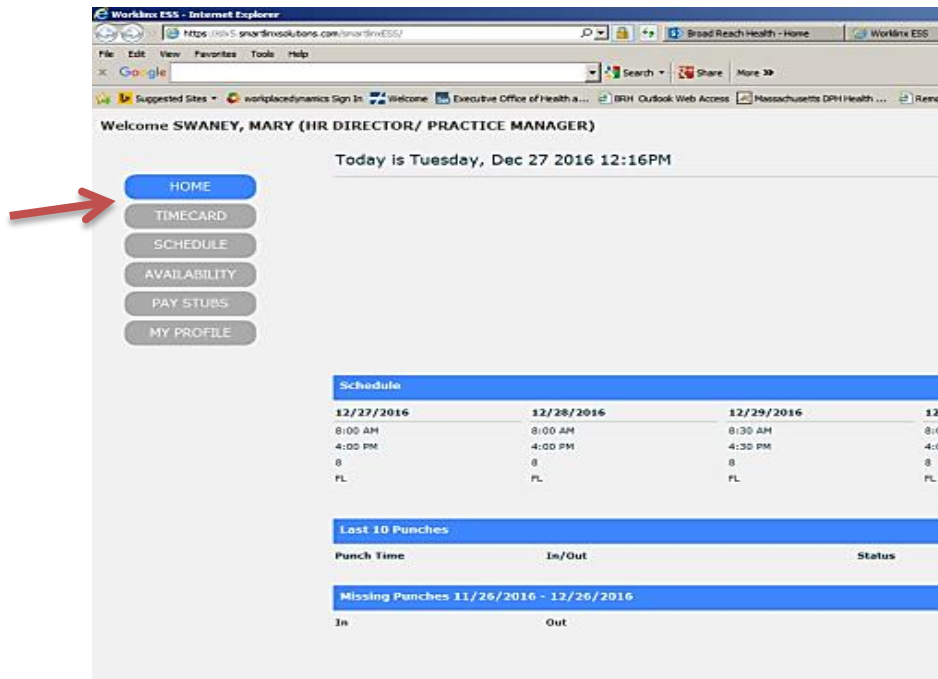 Worklinx ESS - Internet Explorer
smartlinxsolutions.com/smartlinxESS/ Broad Reach Health - Home Worklinx ESS
File Edit View Favorites Tools Help
x Google Search Share More »
Suggested Sites workplacedynamics Sign In Welcome Executive Office of Health a... BRH Outlook Web Access Massachusetts DPH Health ...
Welcome SWANEY, MARY (HR DIRECTOR/ PRACTICE MANAGER)
Today is Tuesday, Dec 27 2016 12:16PM
HOME
TIMECARD
SCHEDULE
AVAILABILITY
PAY STUBS
MY PROFILE
Schedule
12/27/2016 12/28/2016 12/29/2016 12
8:00 AM 8:00 AM 8:30 AM
4:00 PM 4:00 PM 4:30 PM
8 8 8 8
FL FL FL FL
Last 10 Punches
Punch Time In/Out Status
Missing Punches 11/26/2016 - 12/26/2016
In Out